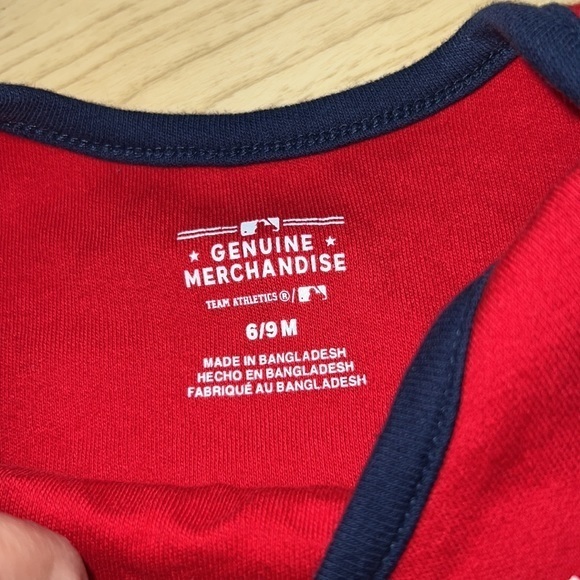 ★ GENUINE ★
MERCHANDISE
TEAM ATHLETICS®/
6/9 M
MADE IN BANGLADESH
HECHO EN BANGLADESH
FABRIQUÉ AU BANGLADESH